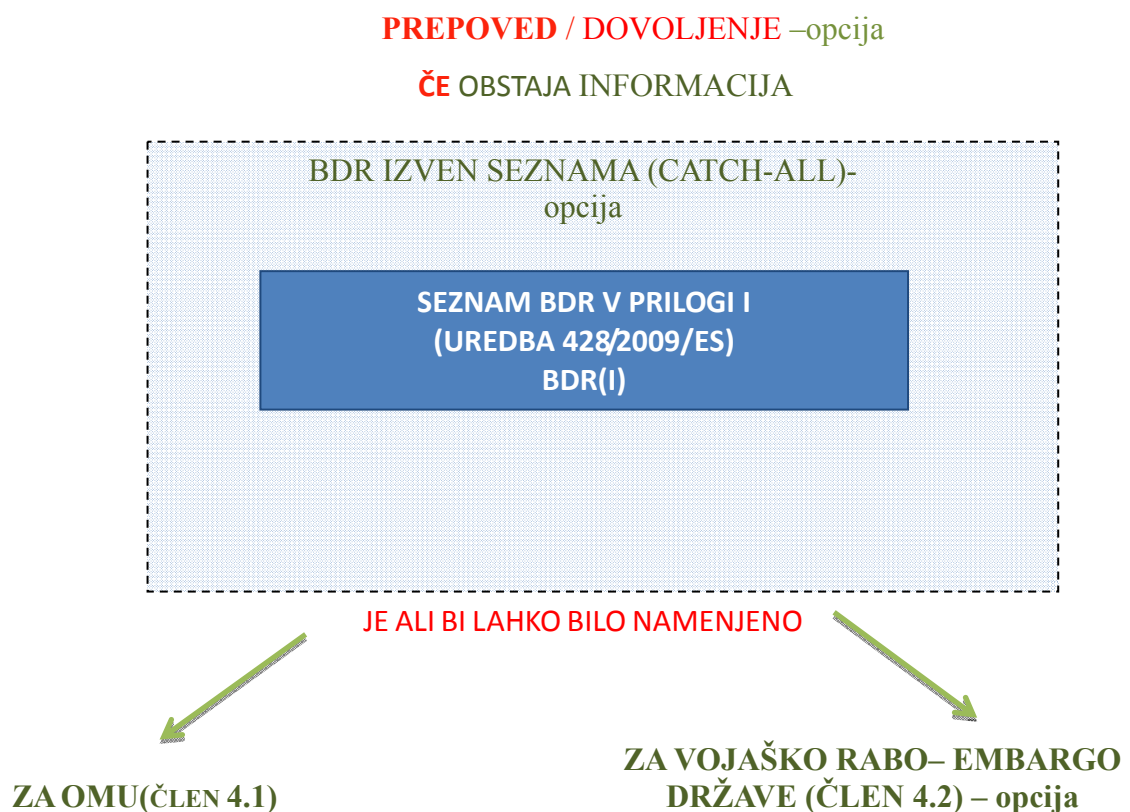 PREPOVED / DOVOLJENJE –opcija
ČE OBSTAJA INFORMACIJA
BDR IZVEN SEZNAMA (CATCH-ALL)-
opcija
SEZNAM BDR V PRILOGI I
(UREDBA 428/2009/ES)
BDR(I)
JE ALI BI LAHKO BILO NAMENJENO
ZA OMU(ČLEN 4.1)
ZA VOJAŠKO RABO– EMBARGO
DRŽAVE (ČLEN 4.2) – opcija